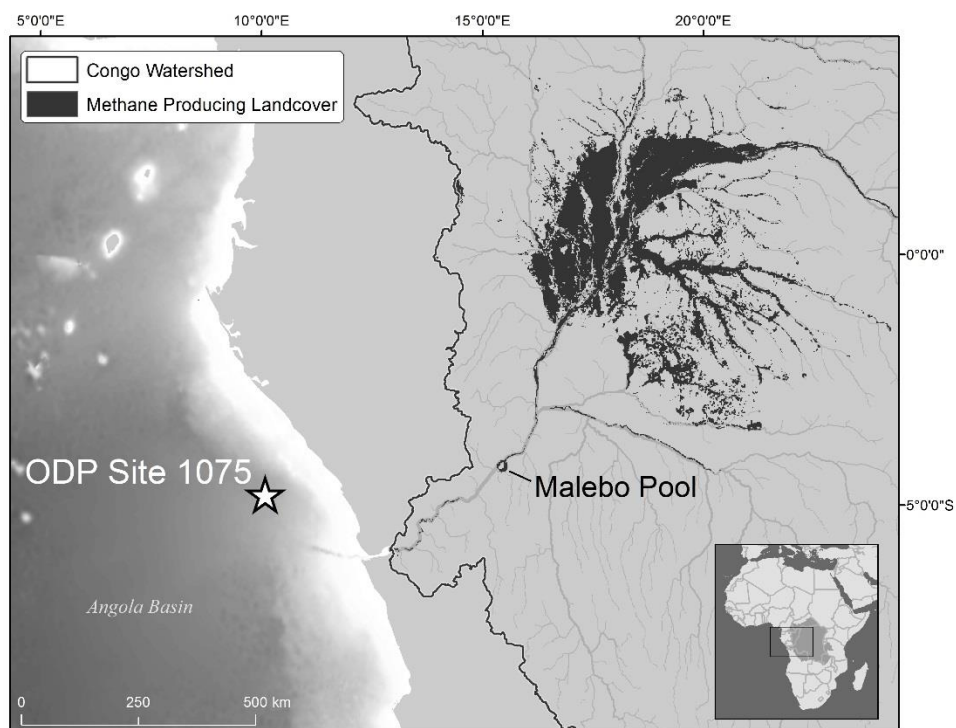 5°0'0"E 10°0'0"E 15°0'0"E 20°0'0"E
Congo Watershed
Methane Producing Landcover
0°0'0"
ODP Site 1075
Malebo Pool
5°0'0"S
Angola Basin
0 250 500 km